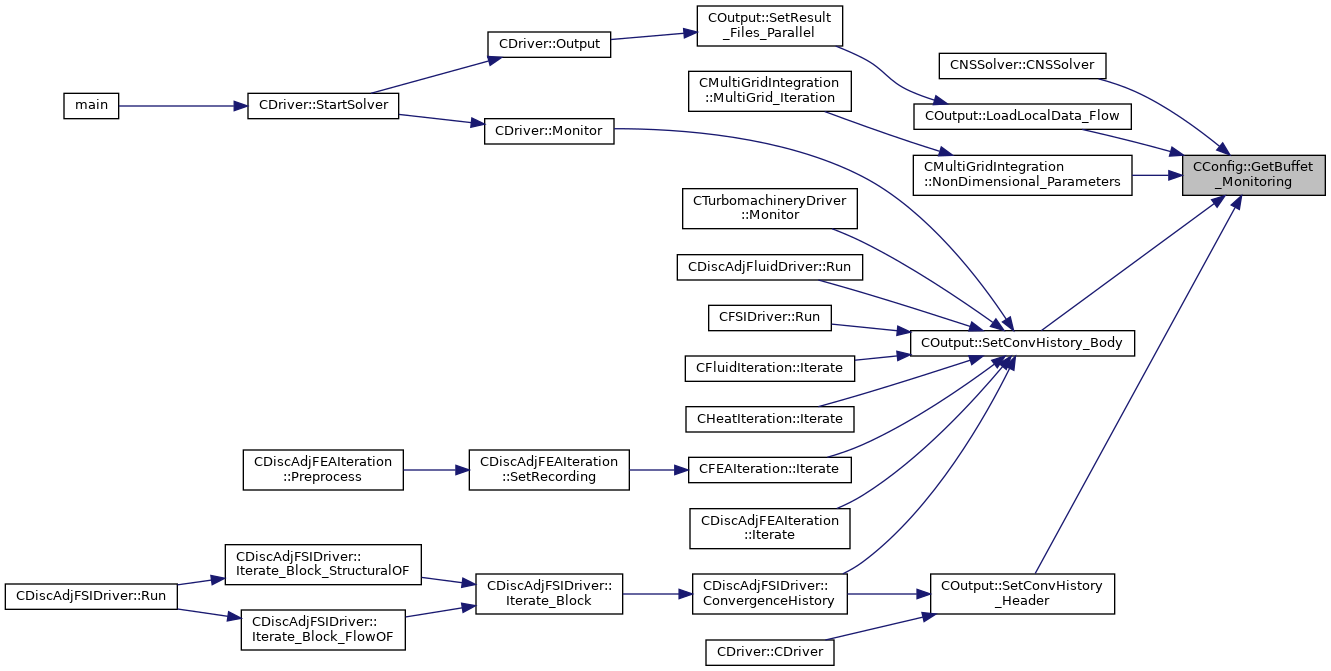 COutput::SetResult
_Files_Parallel
CDriver::Output
CNSSolver::CNSSolver
CMultiGridIntegration
::MultiGrid_Iteration
main
CDriver::StartSolver
COutput::LoadLocalData_Flow
CDriver::Monitor
CMultiGridIntegration
::NonDimensional_Parameters
CConfig::GetBuffet
_Monitoring
CTurbomachineryDriver
::Monitor
CDiscAdjFluidDriver::Run
CFSIDriver::Run
COutput::SetConvHistory_Body
CFluidIteration::Iterate
CHeatIteration::Iterate
CDiscAdjFEAIteration
::Preprocess
CDiscAdjFEAIteration
::SetRecording
CFEAIteration::Iterate
CDiscAdjFEAIteration
::Iterate
CDiscAdjFSIDriver::
Iterate_Block_StructuralOF
CDiscAdjFSIDriver::Run
CDiscAdjFSIDriver::
Iterate_Block
CDiscAdjFSIDriver::
ConvergenceHistory
COutput::SetConvHistory
_Header
CDiscAdjFSIDriver::
Iterate_Block_FlowOF
CDriver::CDriver